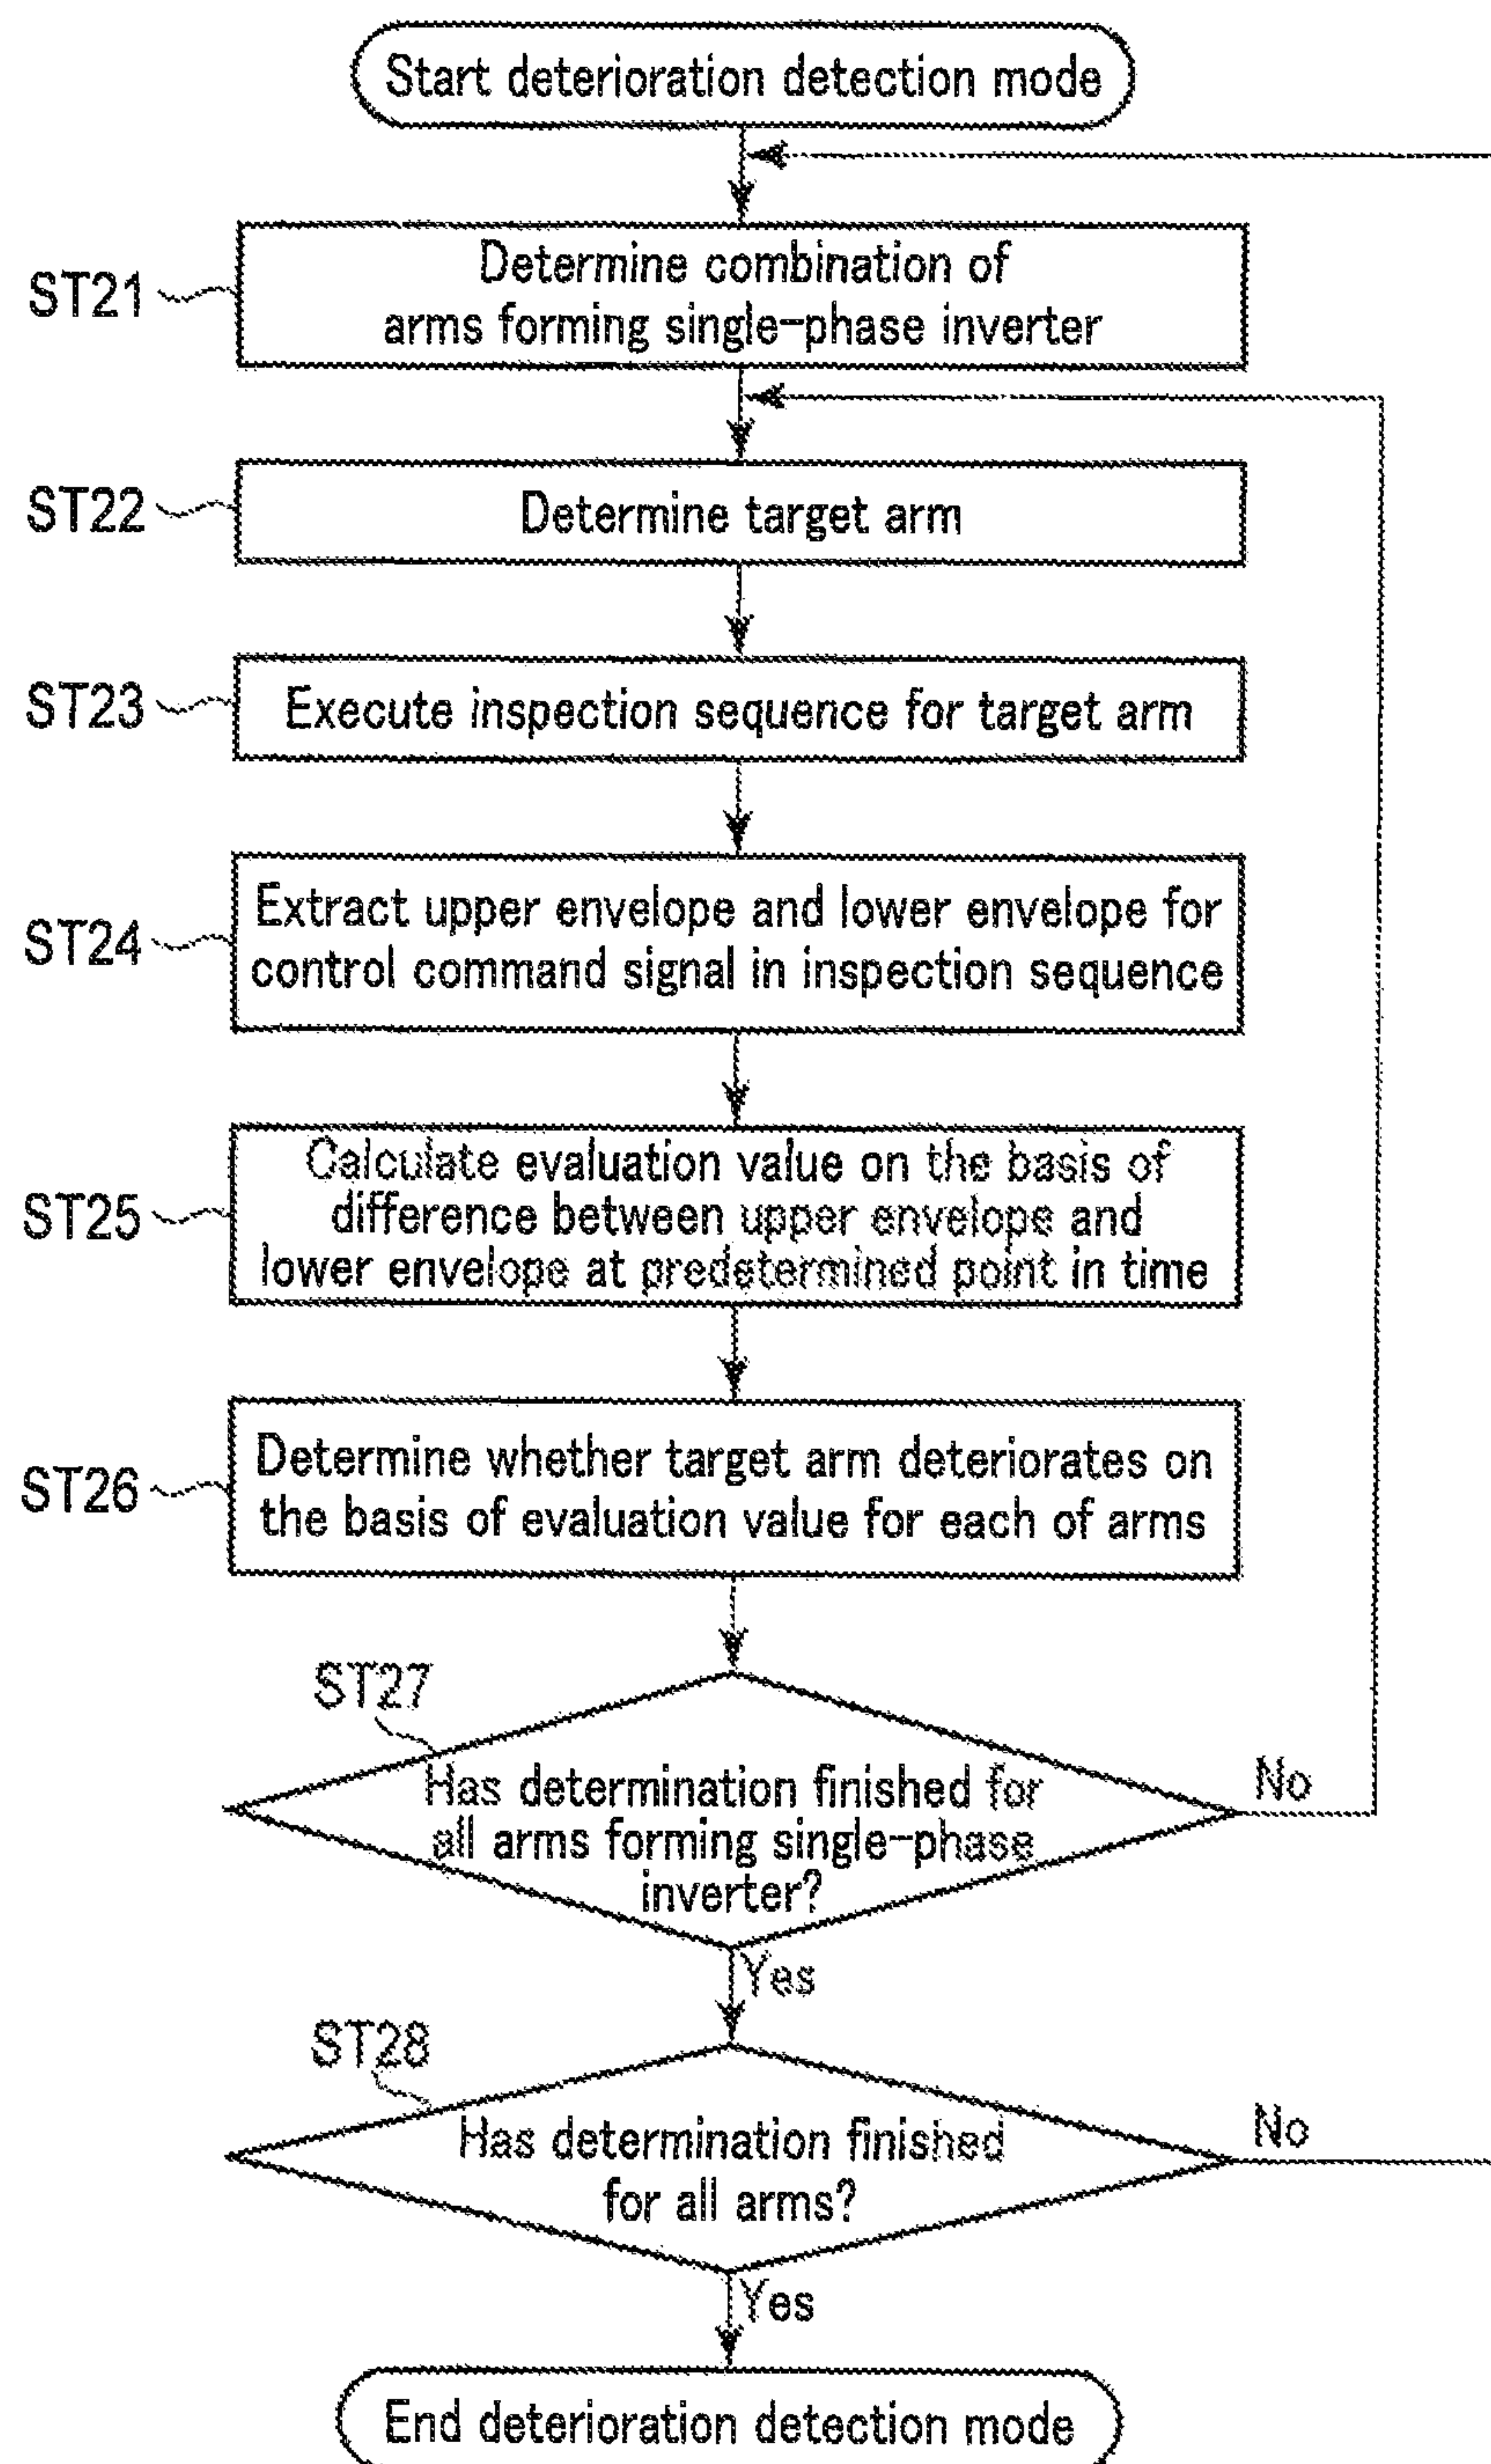 Start deterioration detection mode
ST21
Determine combination of
arms forming single-phase inverter
ST22
Determine target arm
ST23
Execute inspection sequence for target arm
ST24
Extract upper envelope and lower envelope for
control command signal in inspection sequence
ST25
Calculate evaluation value on the basis of
difference between upper envelope and
lower envelope at predetermined point in time
ST26
Determine whether target arm deteriorates on
the basis of evaluation value for each of arms
ST27
Has determination finished for
all arms forming single-phase
inverter?
No
Yes
ST28
Has determination finished
for all arms?
No
Yes
End deterioration detection mode